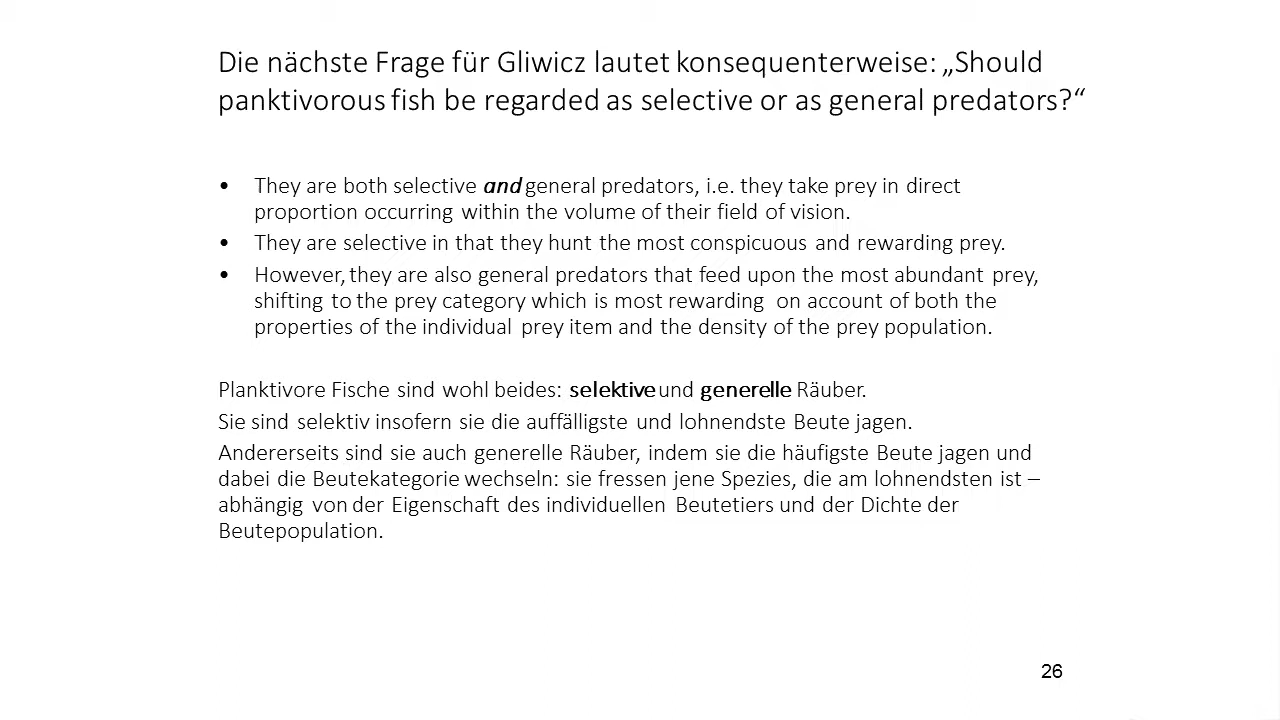 Die nächste Frage für Gliwicz lautet konsequenterweise: „Should
panktivorous fish be regarded as selective or as general predators?“
• They are both selective and general predators, i.e. they take prey in direct
proportion occurring within the volume of their field of vision.
• They are selective in that they hunt the most conspicuous and rewarding prey.
• However, they are also general predators that feed upon the most abundant prey,
shifting to the prey category which is most rewarding on account of both the
properties of the individual prey item and the density of the prey population.
Planktivore Fische sind wohl beides: selektive und generelle Räuber.
Sie sind selektiv insofern sie die auffälligste und lohnendste Beute jagen.
Andererseits sind sie auch generelle Räuber, indem sie die häufigste Beute jagen und
dabei die Beutekategorie wechseln: sie fressen jene Spezies, die am lohnendsten ist –
abhängig von der Eigenschaft des individuellen Beutetiers und der Dichte der
Beutepopulation.
26